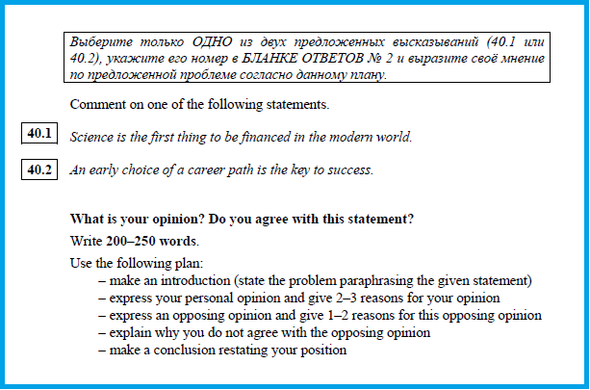 Выберите только ОДНО из двух предложенных высказываний (40.1 или
40.2), укажите его номер в БЛАНКЕ ОТВЕТОВ № 2 и выразите своё мнение
по предложенной проблеме согласно данному плану.
Comment on one of the following statements.
40.1 Science is the first thing to be financed in the modern world.
40.2 An early choice of a career path is the key to success.
What is your opinion? Do you agree with this statement?
Write 200–250 words.
Use the following plan:
– make an introduction (state the problem paraphrasing the given statement)
– express your personal opinion and give 2–3 reasons for your opinion
– express an opposing opinion and give 1–2 reasons for this opposing opinion
– explain why you do not agree with the opposing opinion
– make a conclusion restating your position